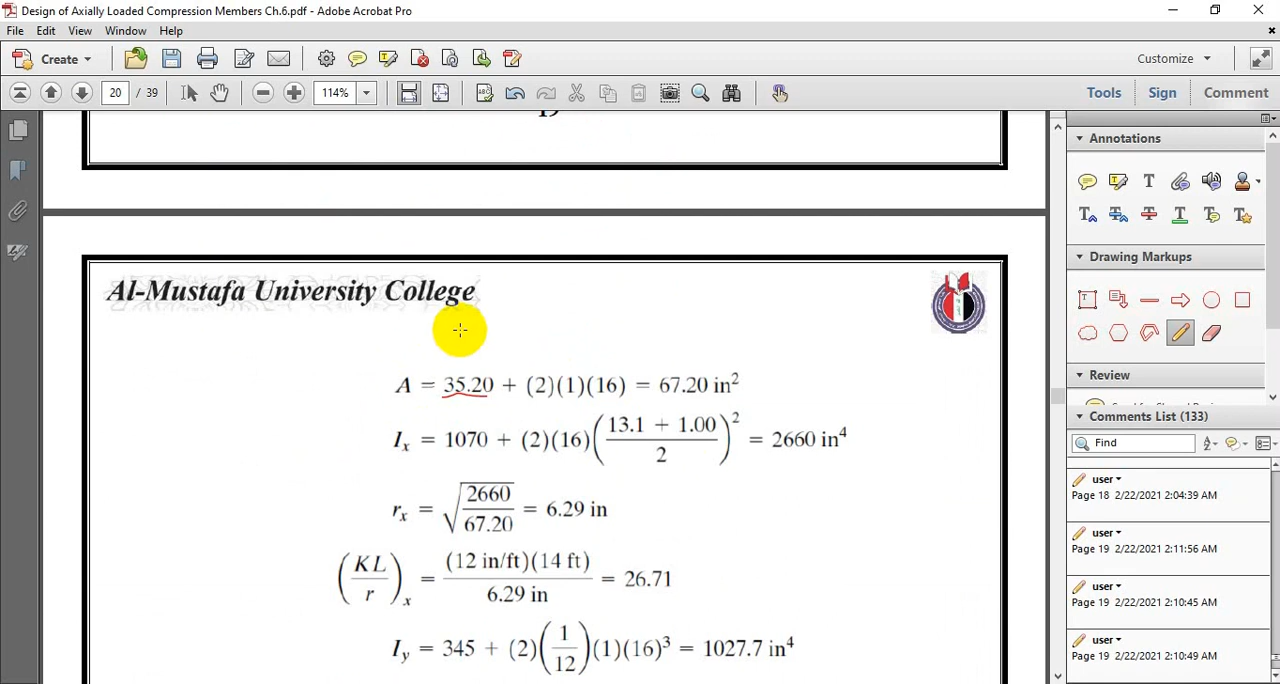 Design of Axially Loaded Compression Members Ch.6.pdf - Adobe Acrobat Pro
File Edit View Window Help
Create Customize
20 / 39 114% Tools Sign Comment
Annotations
Drawing Markups
Al-Mustafa University College
A = 35.20 + (2)(1)(16) = 67.20 in²
Iₓ = 1070 + (2)(16)((13.1 + 1.00)/2)² = 2660 in⁴
rₓ = √(2660/67.20) = 6.29 in
(KL/r)ₓ = (12 in/ft)(14 ft)/6.29 in = 26.71
I_y = 345 + (2)(1/12)(1)(16)³ = 1027.7 in⁴
Review
Comments List (133)
Find
user
Page 18 2/22/2021 2:04:39 AM
user
Page 19 2/22/2021 2:11:56 AM
user
Page 19 2/22/2021 2:10:45 AM
user
Page 19 2/22/2021 2:10:49 AM